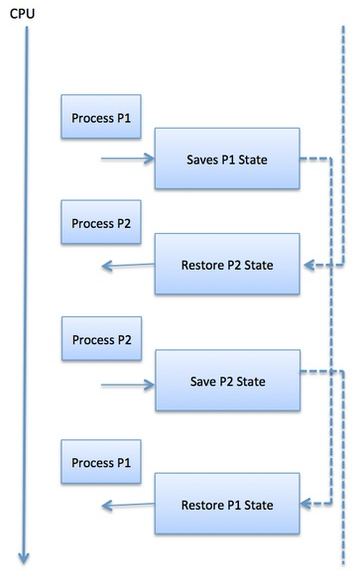 CPU
Process P1
Saves P1 State
Process P2
Restore P2 State
Process P2
Save P2 State
Process P1
Restore P1 State